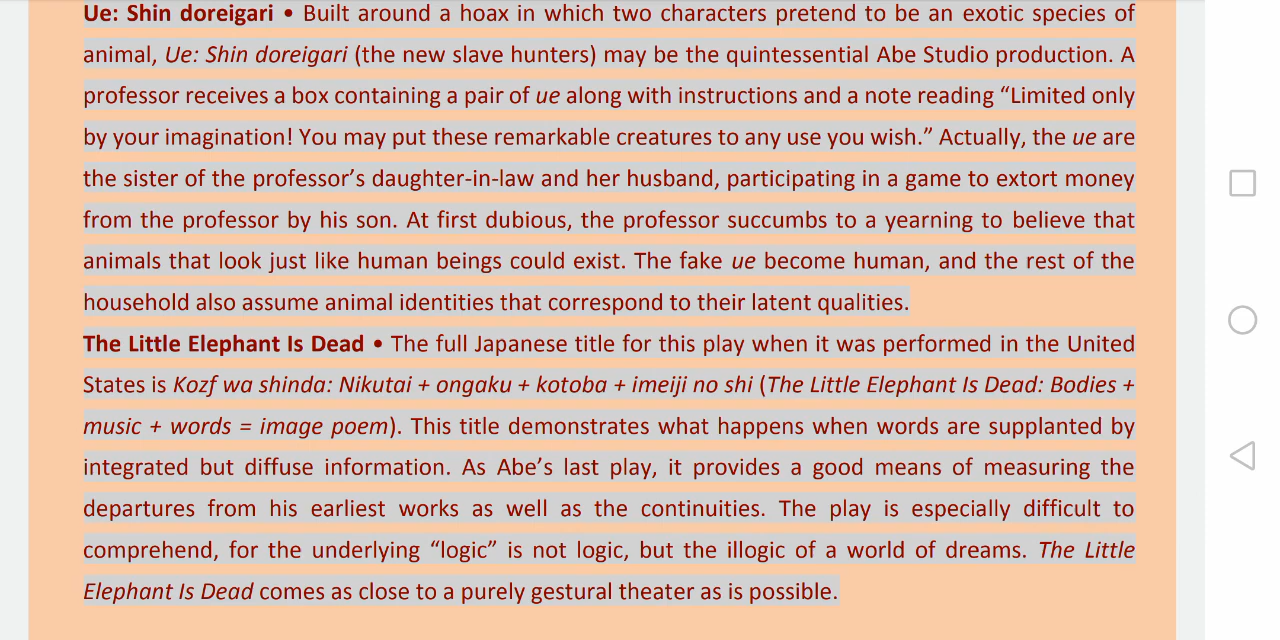 Ue: Shin doreigari • Built around a hoax in which two characters pretend to be an exotic species of
animal, Ue: Shin doreigari (the new slave hunters) may be the quintessential Abe Studio production. A
professor receives a box containing a pair of ue along with instructions and a note reading “Limited only
by your imagination! You may put these remarkable creatures to any use you wish.” Actually, the ue are
the sister of the professor’s daughter-in-law and her husband, participating in a game to extort money
from the professor by his son. At first dubious, the professor succumbs to a yearning to believe that
animals that look just like human beings could exist. The fake ue become human, and the rest of the
household also assume animal identities that correspond to their latent qualities.
The Little Elephant Is Dead • The full Japanese title for this play when it was performed in the United
States is Kozf wa shinda: Nikutai + ongaku + kotoba + imeiji no shi (The Little Elephant Is Dead: Bodies +
music + words = image poem). This title demonstrates what happens when words are supplanted by
integrated but diffuse information. As Abe’s last play, it provides a good means of measuring the
departures from his earliest works as well as the continuities. The play is especially difficult to
comprehend, for the underlying “logic” is not logic, but the illogic of a world of dreams. The Little
Elephant Is Dead comes as close to a purely gestural theater as is possible.